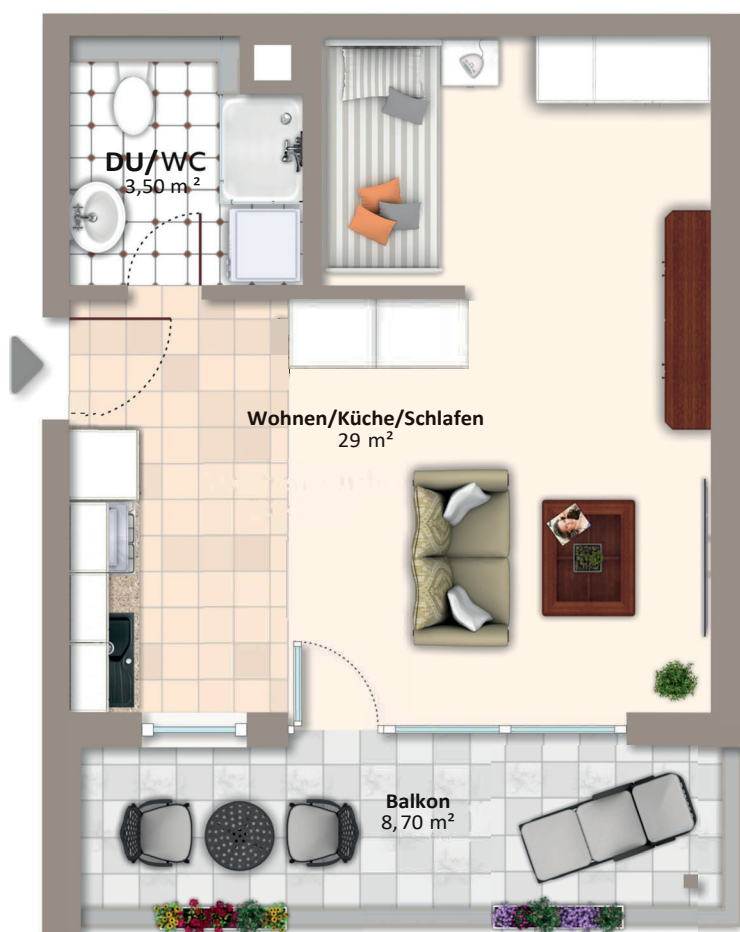 DU/WC
3,50 m²
Wohnen/Küche/Schlafen
29 m²
Balkon
8,70 m²